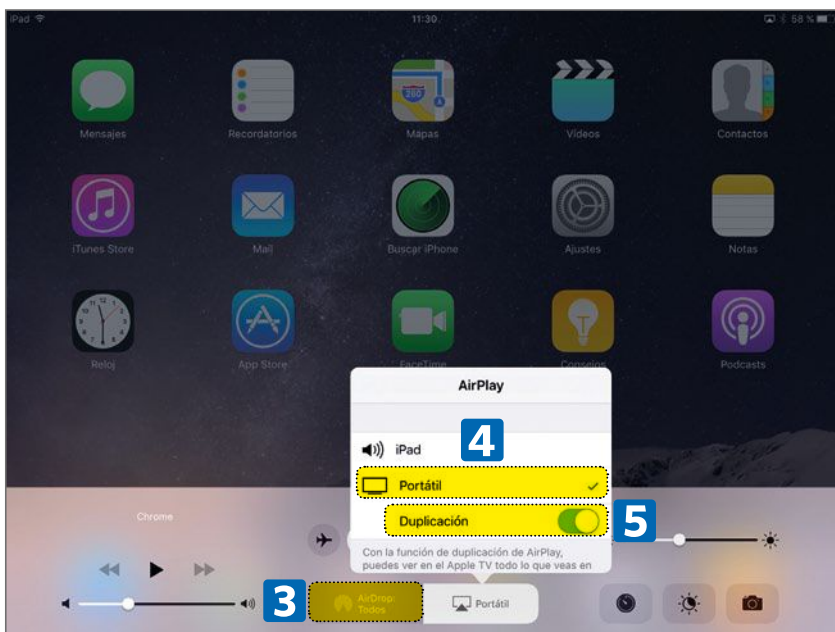 iPad
11:30
58 %
Mensajes
Recordatorios
280
Mapas
Vídeos
Contactos
iTunes Store
Mail
Buscar iPhone
Ajustes
Notas
Reloj
App Store
FaceTime
Consejos
Podcasts
AirPlay
4
iPad
Portátil
Duplicación
5
Con la función de duplicación de AirPlay,
puedes ver en el Apple TV todo lo que veas en
Chrome
3
AirDrop:
Todos
Portátil